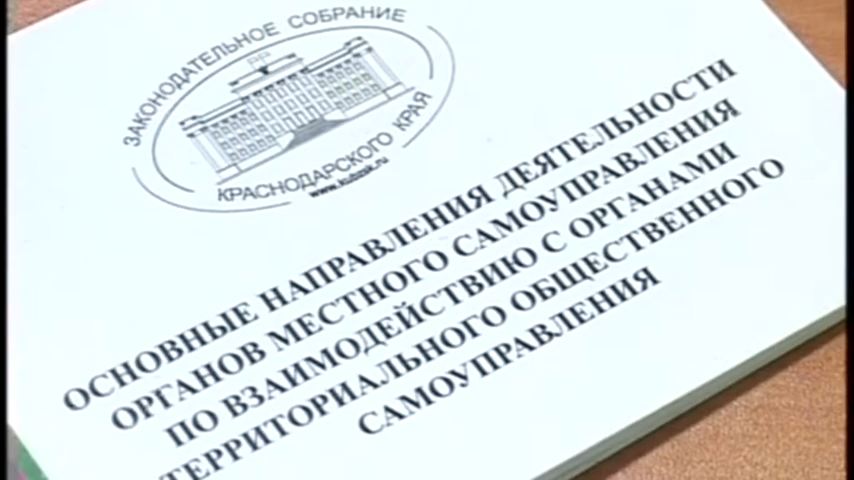 ЗАКОНОДАТЕЛЬНОЕ СОБРАНИЕ
КРАСНОДАРСКОГО КРАЯ
www.kubzsk.ru
ОСНОВНЫЕ НАПРАВЛЕНИЯ ДЕЯТЕЛЬНОСТИ
ОРГАНОВ МЕСТНОГО САМОУПРАВЛЕНИЯ
ПО ВЗАИМОДЕЙСТВИЮ С ОРГАНАМИ
ТЕРРИТОРИАЛЬНОГО ОБЩЕСТВЕННОГО
САМОУПРАВЛЕНИЯ